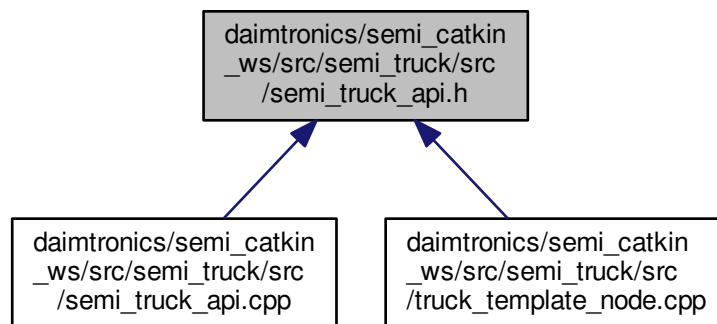 daimtronics/semi_catkin
_ws/src/semi_truck/src
/semi_truck_api.h
daimtronics/semi_catkin
_ws/src/semi_truck/src
/semi_truck_api.cpp
daimtronics/semi_catkin
_ws/src/semi_truck/src
/truck_template_node.cpp